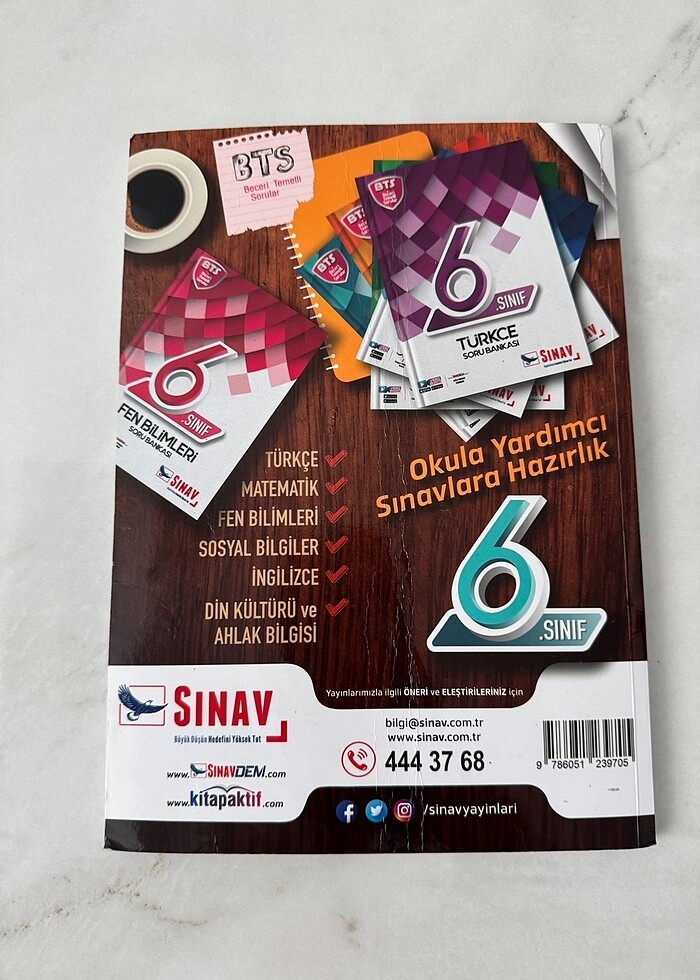 BTS
Beceri Temelli
Sorular
BTS
BTS
BTS
6
.SINIF
TÜRKÇE
SORU BANKASI
SINAV
BTS
6
.SINIF
FEN BİLİMLERİ
SORU BANKASI
SINAV
Okula Yardımcı
Sınavlara Hazırlık
TÜRKÇE
MATEMATİK
FEN BİLİMLERİ
SOSYAL BİLGİLER
İNGİLİZCE
DİN KÜLTÜRÜ ve
AHLAK BİLGİSİ
6
.SINIF
SINAV
Büyük Düşün Hedefini Yüksek Tut
www.SINAVDEM.com
www.kitapaktif.com
Yayınlarımızla ilgili ÖNERİ ve ELEŞTİRİLERİNİZ için
bilgi@sinav.com.tr
www.sinav.com.tr
444 37 68
/sinavyayinlari
9 786051 239705